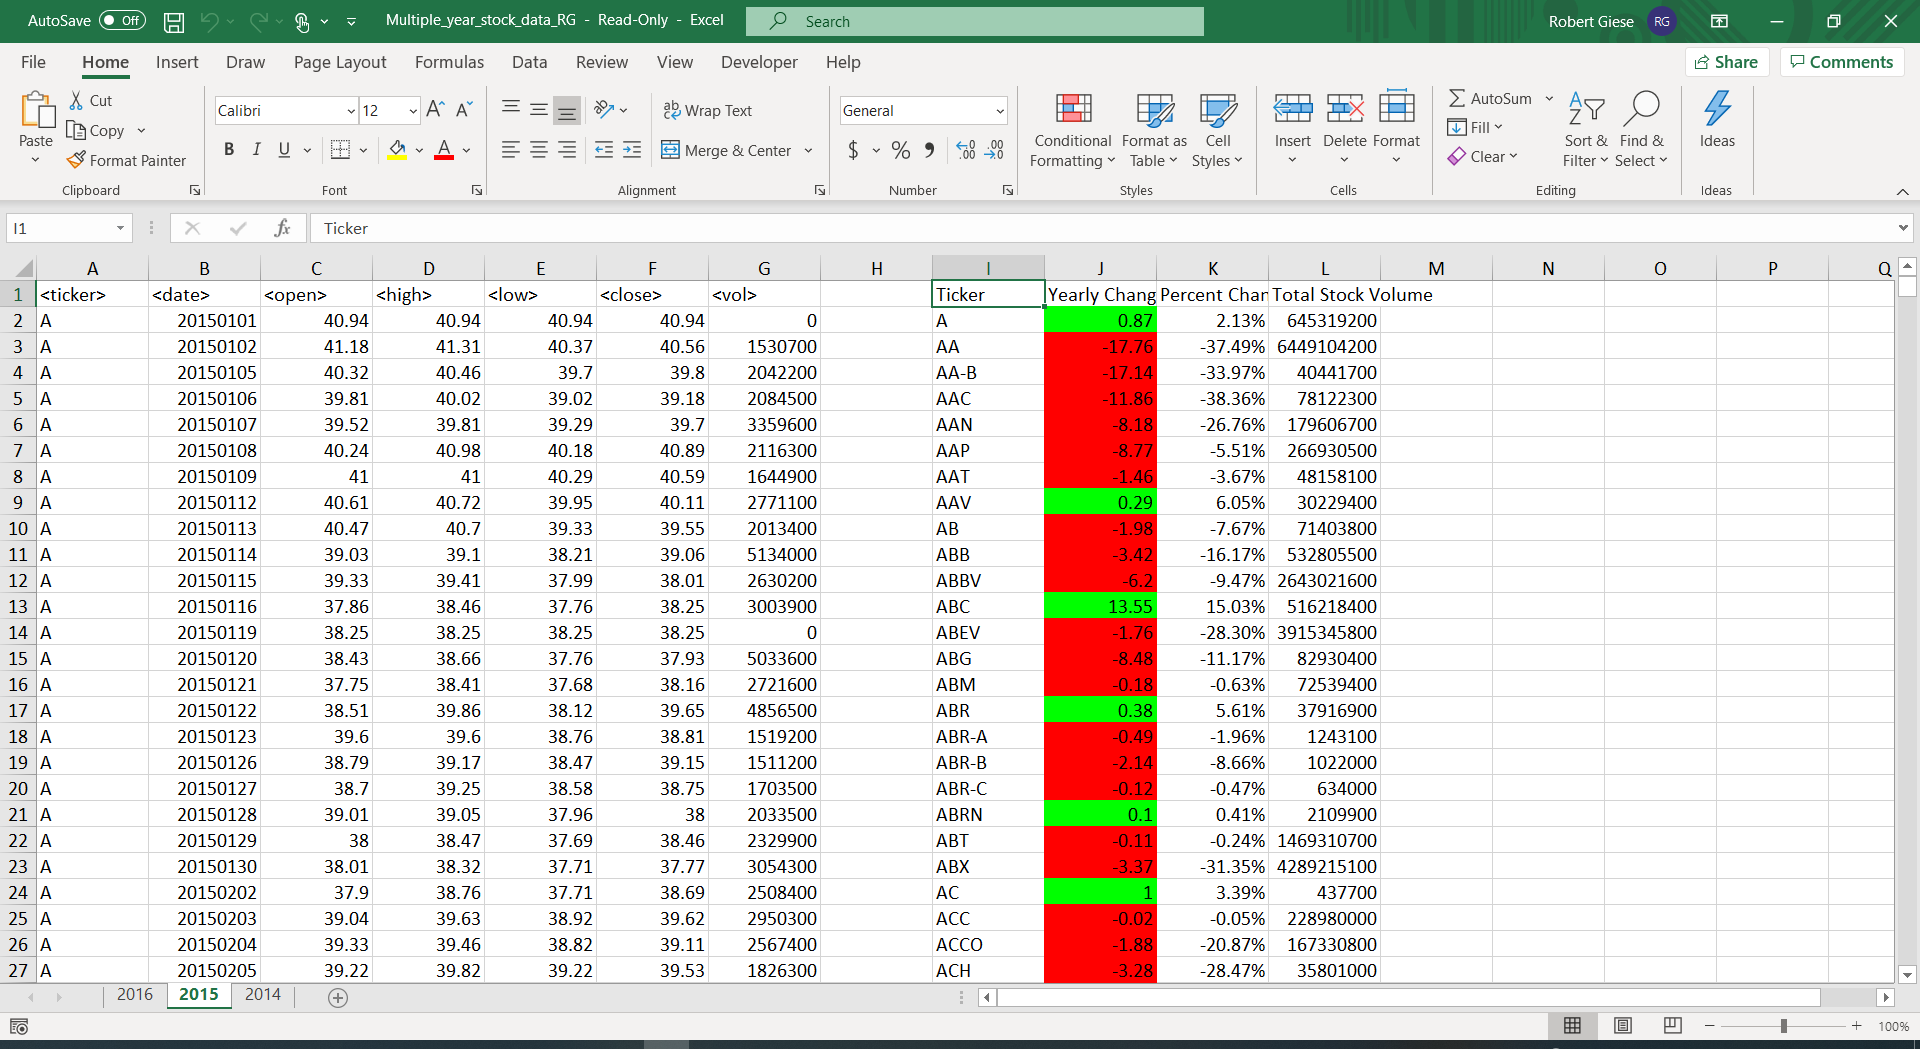 AutoSave Off Multiple_year_stock_data_RG - Read-Only - Excel Search Robert Giese RG
File Home Insert Draw Page Layout Formulas Data Review View Developer Help Share Comments
Paste Cut Copy Format Painter Clipboard
Calibri 12 A A B I U A Font
ab Wrap Text Merge & Center Alignment
General $ % , .00 .00 Number
Conditional Formatting Format as Table Cell Styles Styles
Insert Delete Format Cells
AutoSum Fill Clear Sort & Filter Find & Select Editing
Ideas Ideas
I1 fx Ticker
A B C D E F G H I J K L M N O P Q
1 <ticker> <date> <open> <high> <low> <close> <vol> Ticker Yearly Chang Percent Chan Total Stock Volume
2 A 20150101 40.94 40.94 40.94 40.94 0 A 0.87 2.13% 645319200
3 A 20150102 41.18 41.31 40.37 40.56 1530700 AA -17.76 -37.49% 6449104200
4 A 20150105 40.32 40.46 39.7 39.8 2042200 AA-B -17.14 -33.97% 40441700
5 A 20150106 39.81 40.02 39.02 39.18 2084500 AAC -11.86 -38.36% 78122300
6 A 20150107 39.52 39.81 39.29 39.7 3359600 AAN -8.18 -26.76% 179606700
7 A 20150108 40.24 40.98 40.18 40.89 2116300 AAP -8.77 -5.51% 266930500
8 A 20150109 41 41 40.29 40.59 1644900 AAT -1.46 -3.67% 48158100
9 A 20150112 40.61 40.72 39.95 40.11 2771100 AAV 0.29 6.05% 30229400
10 A 20150113 40.47 40.7 39.33 39.55 2013400 AB -1.98 -7.67% 71403800
11 A 20150114 39.03 39.1 38.21 39.06 5134000 ABB -3.42 -16.17% 532805500
12 A 20150115 39.33 39.41 37.99 38.01 2630200 ABBV -6.2 -9.47% 2643021600
13 A 20150116 37.86 38.46 37.76 38.25 3003900 ABC 13.55 15.03% 516218400
14 A 20150119 38.25 38.25 38.25 38.25 0 ABEV -1.76 -28.30% 3915345800
15 A 20150120 38.43 38.66 37.76 37.93 5033600 ABG -8.48 -11.17% 82930400
16 A 20150121 37.75 38.41 37.68 38.16 2721600 ABM -0.18 -0.63% 72539400
17 A 20150122 38.51 39.86 38.12 39.65 4856500 ABR 0.38 5.61% 37916900
18 A 20150123 39.6 39.6 38.76 38.81 1519200 ABR-A -0.49 -1.96% 1243100
19 A 20150126 38.79 39.17 38.47 39.15 1511200 ABR-B -2.14 -8.66% 1022000
20 A 20150127 38.7 39.25 38.58 38.75 1703500 ABR-C -0.12 -0.47% 634000
21 A 20150128 39.01 39.05 37.96 38 2033500 ABRN 0.1 0.41% 2109900
22 A 20150129 38 38.47 37.69 38.46 2329900 ABT -0.11 -0.24% 1469310700
23 A 20150130 38.01 38.32 37.71 37.77 3054300 ABX -3.37 -31.35% 4289215100
24 A 20150202 37.9 38.76 37.71 38.69 2508400 AC 1 3.39% 437700
25 A 20150203 39.04 39.63 38.92 39.62 2950300 ACC -0.02 -0.05% 228980000
26 A 20150204 39.33 39.46 38.82 39.11 2567400 ACCO -1.88 -20.87% 167330800
27 A 20150205 39.22 39.82 39.22 39.53 1826300 ACH -3.28 -28.47% 35801000
2016 2015 2014
100%